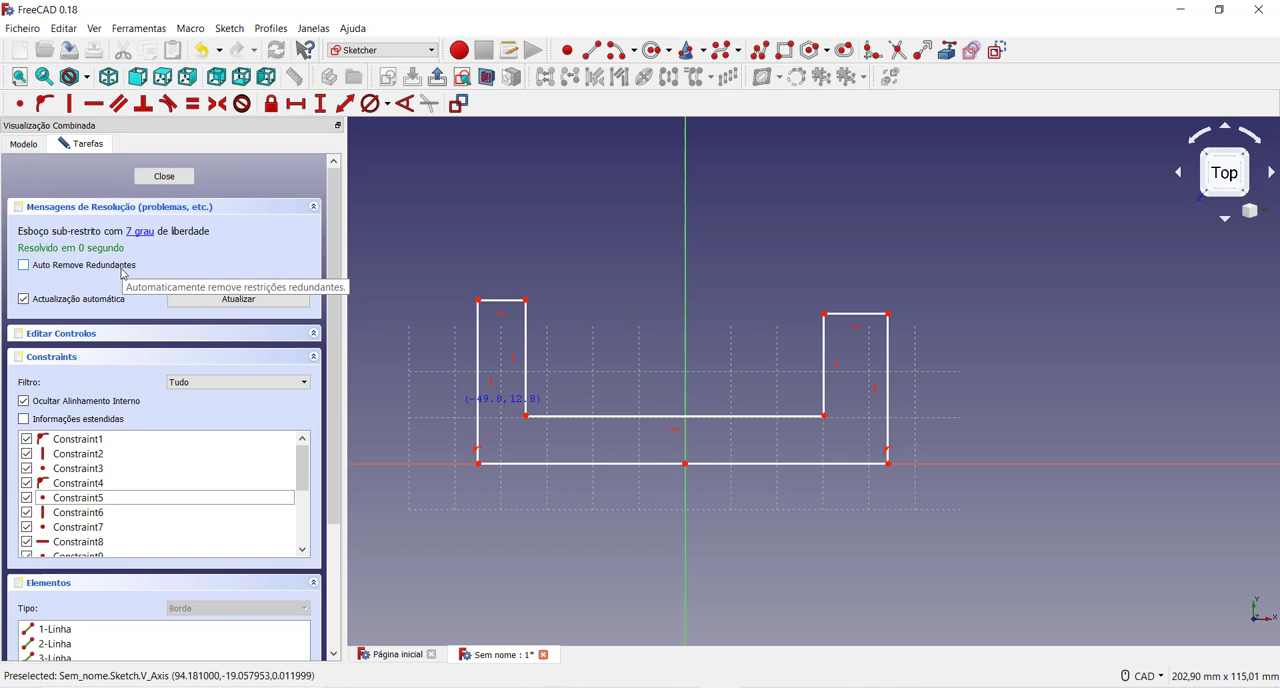 FreeCAD 0.18
Ficheiro Editar Ver Ferramentas Macro Sketch Profiles Janelas Ajuda
Sketcher
Visualização Combinada
Modelo Tarefas
Close
Mensagens de Resolução (problemas, etc.)
Esboço sub-restrito com 7 grau de liberdade
Resolvido em 0 segundo
Auto Remove Redundantes
Automaticamente remove restrições redundantes.
Actualização automática Atualizar
Editar Controlos
Constraints
Filtro: Tudo
Ocultar Alinhamento Interno
Informações estendidas
Constraint1
Constraint2
Constraint3
Constraint4
Constraint5
Constraint6
Constraint7
Constraint8
Constraint9
Elementos
Tipo: Borda
1-Linha
2-Linha
3-Linha
(-49.8,12.8)
Top
Z
Y
X
Página inicial Sem nome : 1*
Preselected: Sem_nome.Sketch.V_Axis (94.181000,-19.057953,0.011999)
CAD 202,90 mm x 115,01 mm